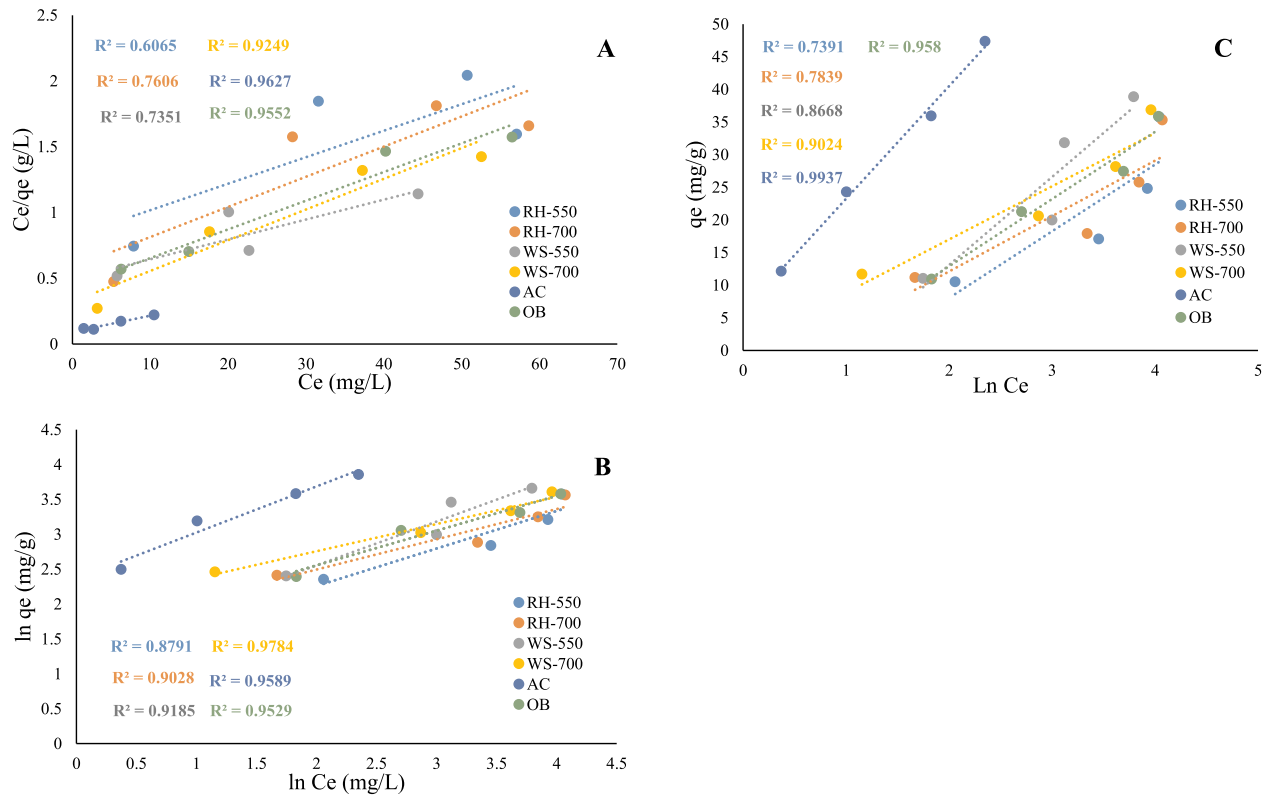 A
R² = 0.6065 R² = 0.9249
R² = 0.7606 R² = 0.9627
R² = 0.7351 R² = 0.9552
Ce/qe (g/L)
2.5
2
1.5
1
0.5
0
0 10 20 30 40 50 60 70
Ce (mg/L)
RH-550
RH-700
WS-550
WS-700
AC
OB
C
R² = 0.7391 R² = 0.958
R² = 0.7839
R² = 0.8668
R² = 0.9024
R² = 0.9937
qe (mg/g)
50
45
40
35
30
25
20
15
10
5
0
0 1 2 3 4 5
Ln Ce
RH-550
RH-700
WS-550
WS-700
AC
OB
B
ln qe (mg/g)
4.5
4
3.5
3
2.5
2
1.5
1
0.5
0
0 0.5 1 1.5 2 2.5 3 3.5 4 4.5
ln Ce (mg/L)
R² = 0.8791 R² = 0.9784
R² = 0.9028 R² = 0.9589
R² = 0.9185 R² = 0.9529
RH-550
RH-700
WS-550
WS-700
AC
OB